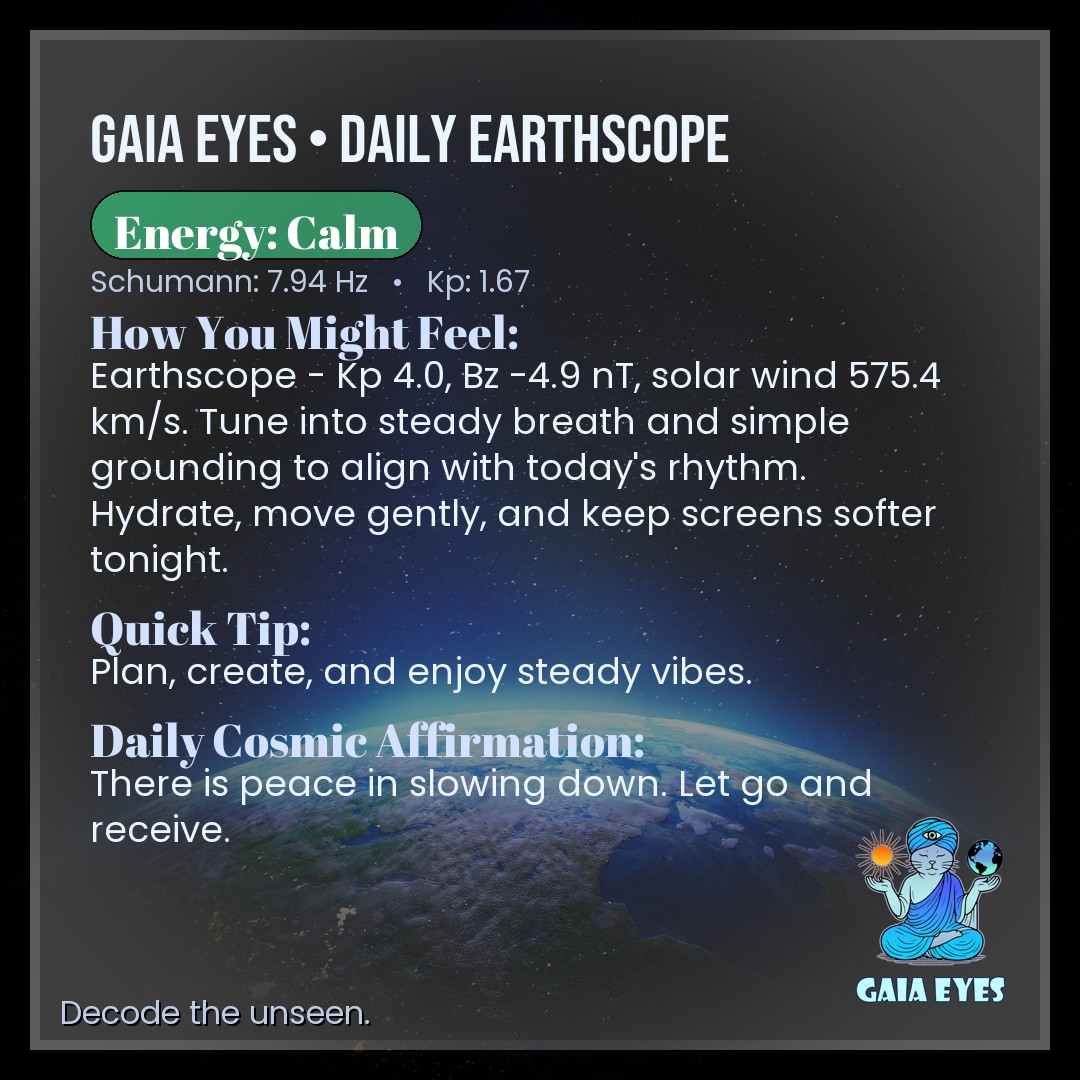 GAIA EYES • DAILY EARTHSCOPE
Energy: Calm
Schumann: 7.94 Hz • Kp: 1.67
How You Might Feel:
Earthscope - Kp 4.0, Bz -4.9 nT, solar wind 575.4
km/s. Tune into steady breath and simple
grounding to align with today's rhythm.
Hydrate, move gently, and keep screens softer
tonight.
Quick Tip:
Plan, create, and enjoy steady vibes.
Daily Cosmic Affirmation:
There is peace in slowing down. Let go and
receive.
GAIA EYES
Decode the unseen.